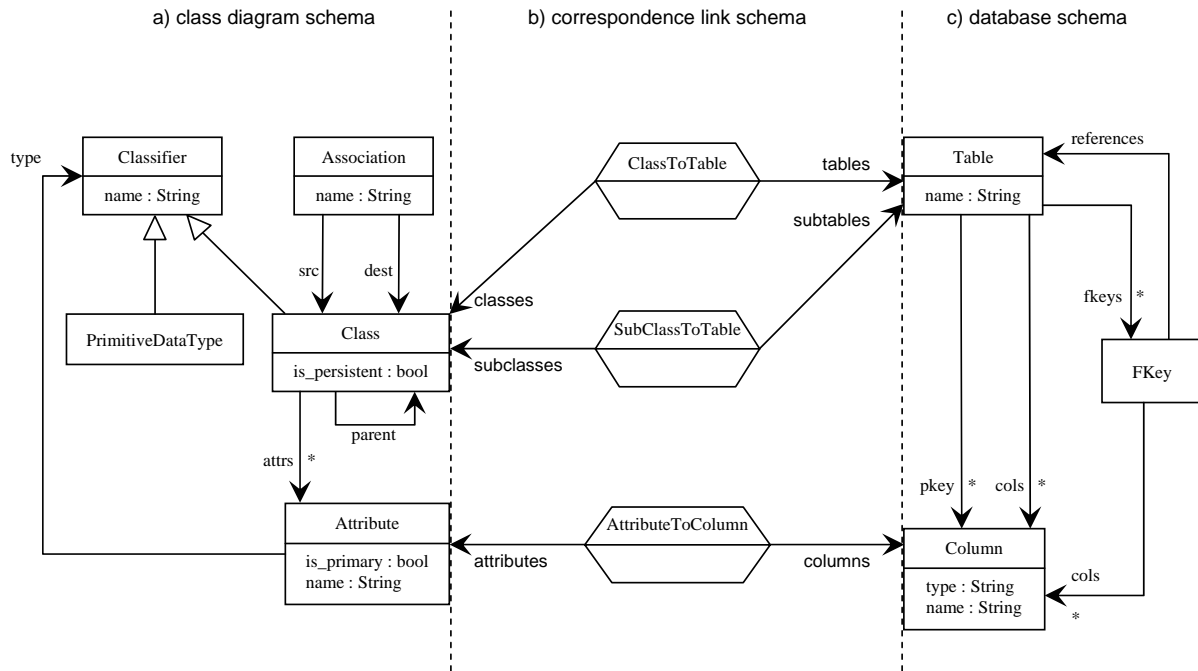 a) class diagram schema
b) correspondence link schema
c) database schema
type
Classifier
name : String
Association
name : String
ClassToTable
tables
Table
name : String
references
subtables
src
dest
classes
fkeys
*
PrimitiveDataType
Class
is_persistent : bool
SubClassToTable
subclasses
FKey
parent
attrs
*
pkey
*
cols
*
Attribute
is_primary : bool
name : String
AttributeToColumn
attributes
columns
Column
type : String
name : String
cols
*